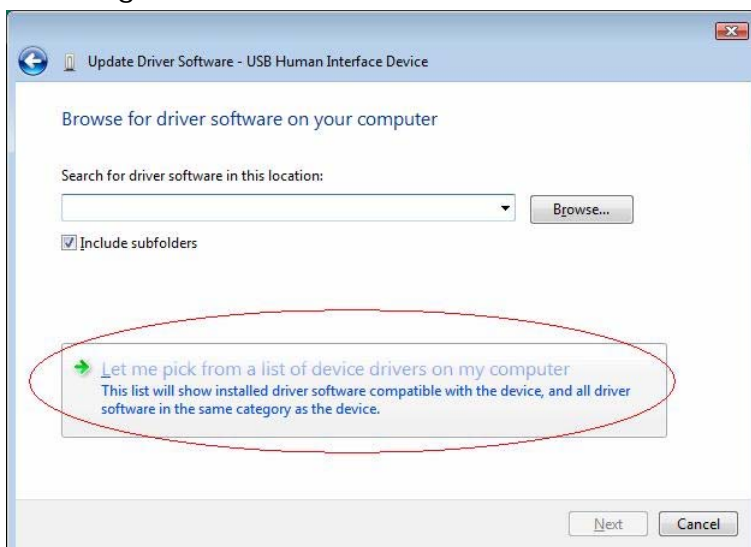 Update Driver Software - USB Human Interface Device
Browse for driver software on your computer
Search for driver software in this location:
Browse...
Include subfolders
Let me pick from a list of device drivers on my computer
This list will show installed driver software compatible with the device, and all driver
software in the same category as the device.
Next Cancel